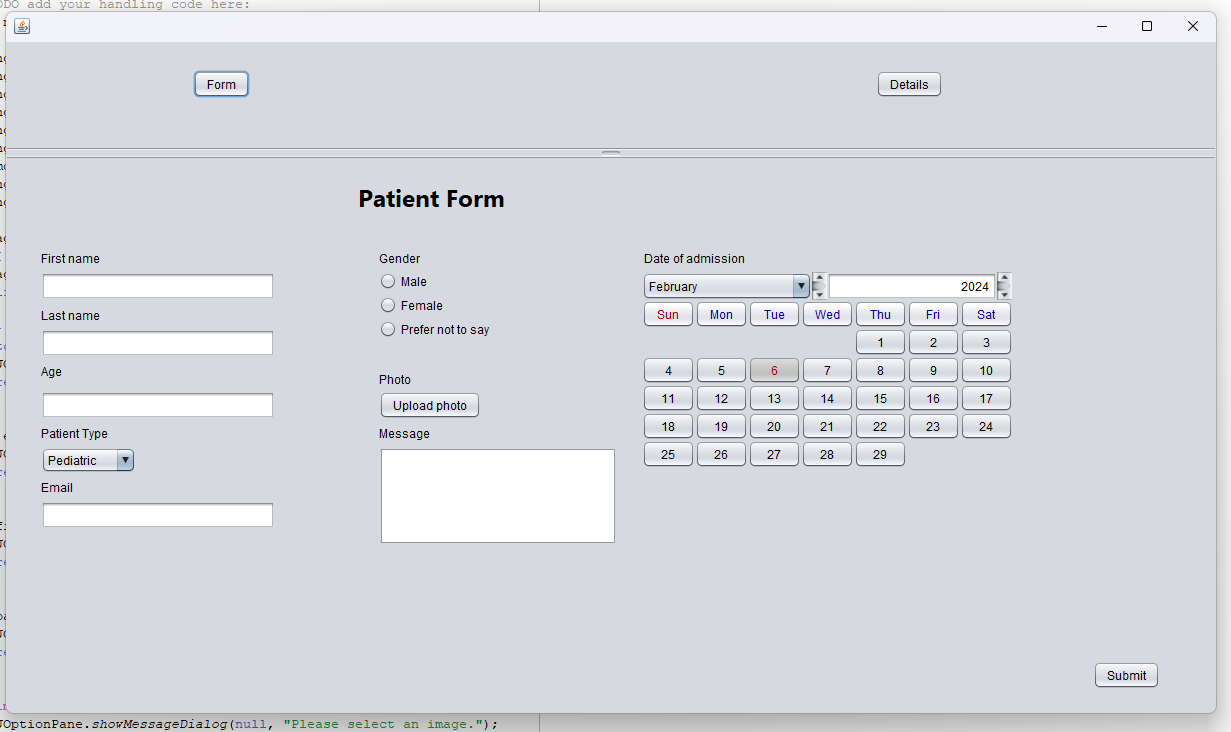 ODO add your handling code here:
Form
Details
Patient Form
First name
Last name
Age
Patient Type
Pediatric
Email
Gender
Male
Female
Prefer not to say
Photo
Upload photo
Message
Date of admission
February 2024
Sun Mon Tue Wed Thu Fri Sat
1 2 3
4 5 6 7 8 9 10
11 12 13 14 15 16 17
18 19 20 21 22 23 24
25 26 27 28 29
Submit
JOptionPane.showMessageDialog(null, "Please select an image.");